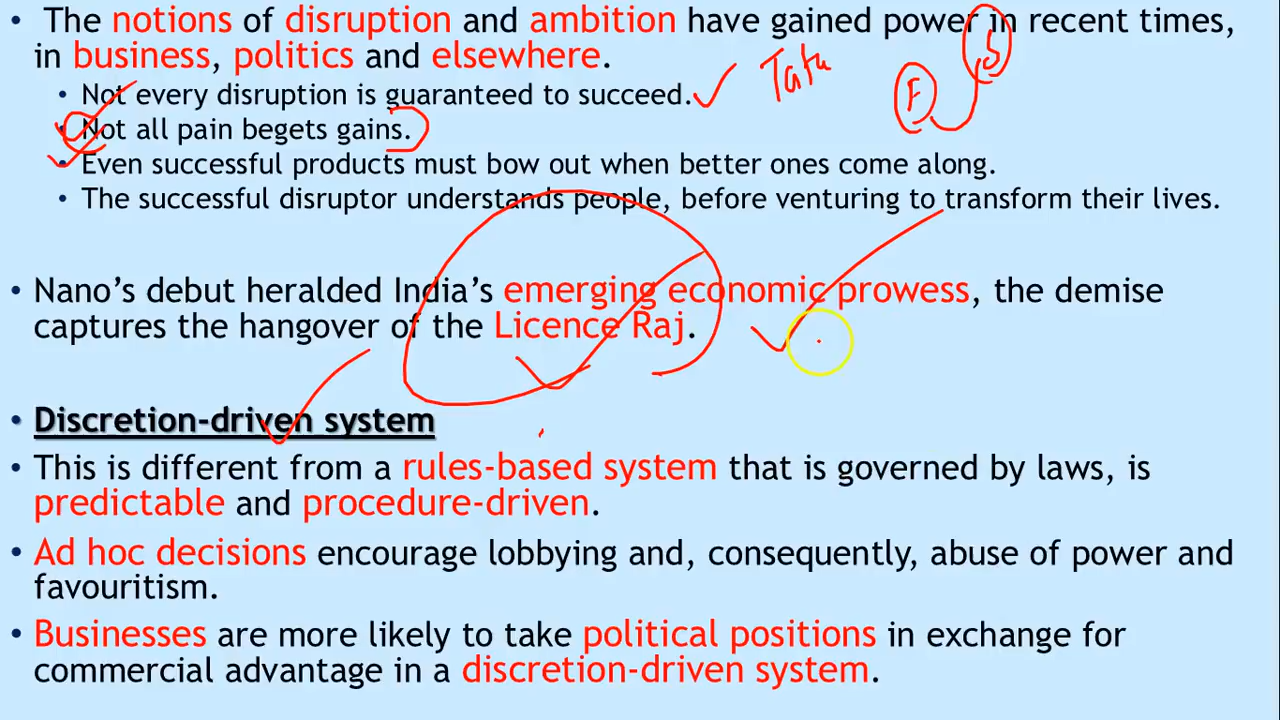 • The notions of disruption and ambition have gained power in recent times,
in business, politics and elsewhere.
• Not every disruption is guaranteed to succeed.
Tata
F
S
• Not all pain begets gains.
• Even successful products must bow out when better ones come along.
• The successful disruptor understands people, before venturing to transform their lives.
• Nano’s debut heralded India’s emerging economic prowess, the demise
captures the hangover of the Licence Raj.
• Discretion-driven system
• This is different from a rules-based system that is governed by laws, is
predictable and procedure-driven.
• Ad hoc decisions encourage lobbying and, consequently, abuse of power and
favouritism.
• Businesses are more likely to take political positions in exchange for
commercial advantage in a discretion-driven system.